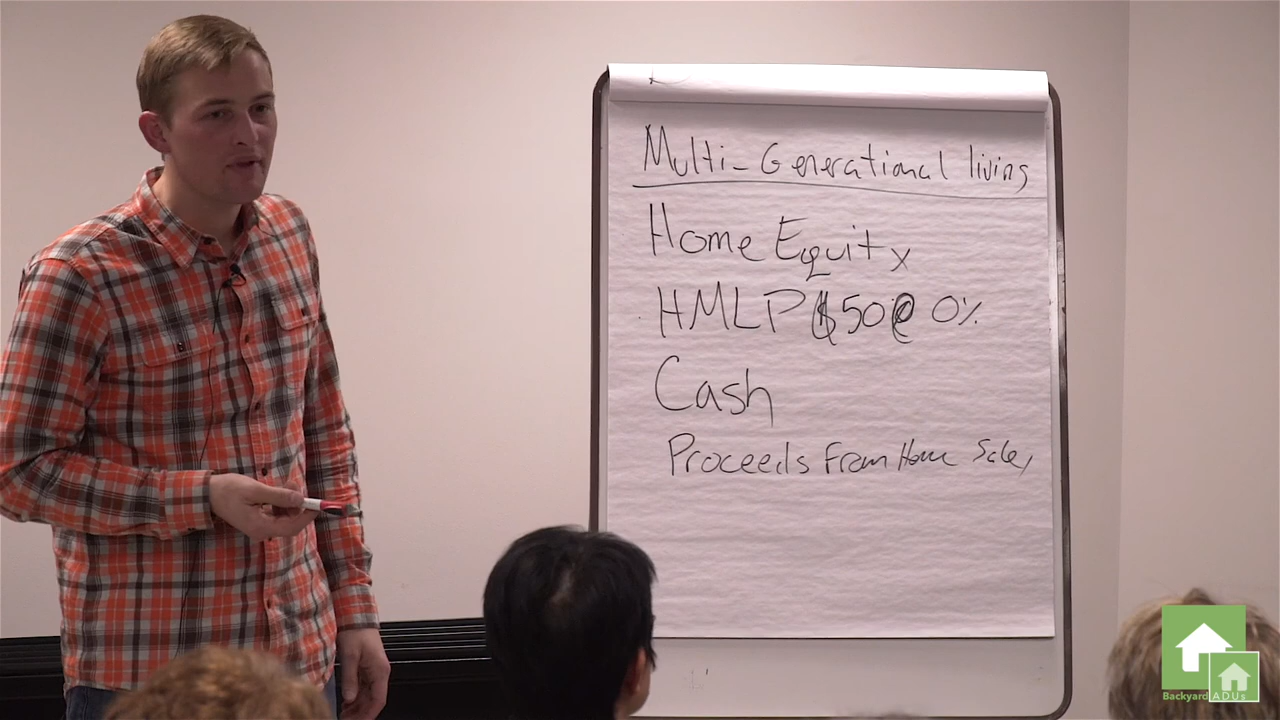 Multi-Generational living
Home Equity
HMLP $50@ 0%
Cash
Proceeds From Home Sale,
Backyard ADUs